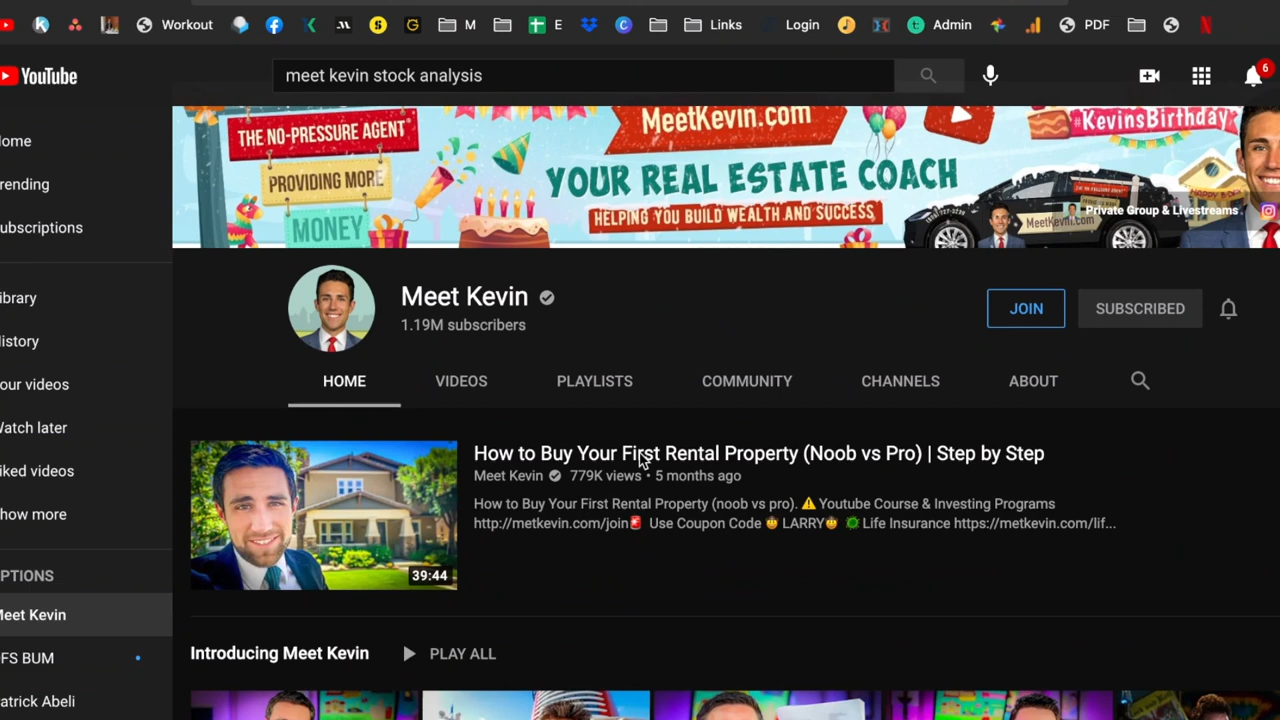 Workout
M
E
Links
Login
Admin
PDF
YouTube
meet kevin stock analysis
6
ome
rending
ubscriptions
ibrary
istory
our videos
atch later
iked videos
how more
PTIONS
eet Kevin
FS BUM
atrick Abeli
THE NO-PRESSURE AGENT
PROVIDING MORE
MONEY
MeetKevin.com
YOUR REAL ESTATE COACH
HELPING YOU BUILD WEALTH AND SUCCESS
#KevinsBirthday
MeetKevin.com
Private Group & Livestreams
Meet Kevin
1.19M subscribers
JOIN
SUBSCRIBED
HOME VIDEOS PLAYLISTS COMMUNITY CHANNELS ABOUT
How to Buy Your First Rental Property (Noob vs Pro) | Step by Step
Meet Kevin 779K views • 5 months ago
How to Buy Your First Rental Property (noob vs pro). ⚠️ Youtube Course & Investing Programs
http://metkevin.com/join🚨 Use Coupon Code 🤠 LARRY🤠 Life Insurance https://metkevin.com/lif...
39:44
Introducing Meet Kevin
PLAY ALL